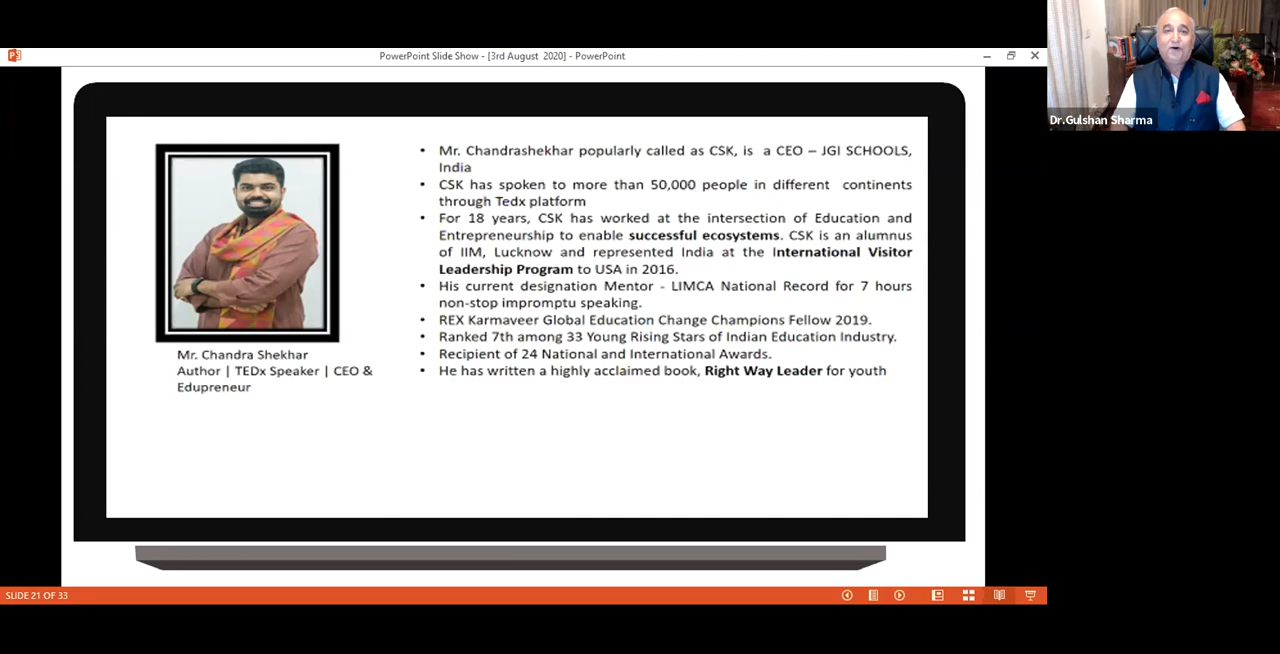 PowerPoint Slide Show - [3rd August 2020] - PowerPoint
Dr.Gulshan Sharma
• Mr. Chandrashekhar popularly called as CSK, is a CEO – JGI SCHOOLS,
India
• CSK has spoken to more than 50,000 people in different continents
through Tedx platform
• For 18 years, CSK has worked at the intersection of Education and
Entrepreneurship to enable successful ecosystems. CSK is an alumnus
of IIM, Lucknow and represented India at the International Visitor
Leadership Program to USA in 2016.
• His current designation Mentor - LIMCA National Record for 7 hours
non-stop impromptu speaking.
• REX Karmaveer Global Education Change Champions Fellow 2019.
• Ranked 7th among 33 Young Rising Stars of Indian Education Industry.
• Recipient of 24 National and International Awards.
• He has written a highly acclaimed book, Right Way Leader for youth
Mr. Chandra Shekhar
Author | TEDx Speaker | CEO &
Edupreneur
SLIDE 21 OF 33